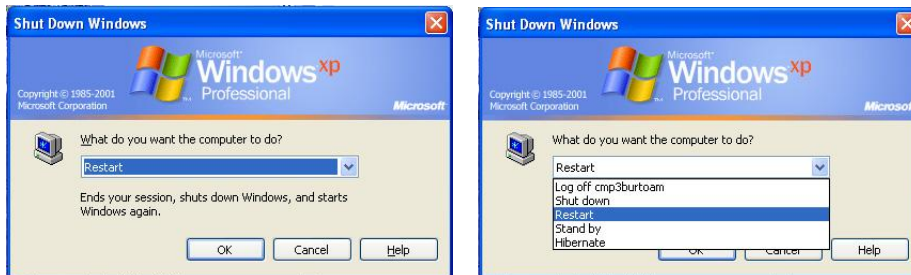 Shut Down Windows
Microsoft
Windows xp
Professional
Copyright © 1985-2001
Microsoft Corporation
Microsoft
What do you want the computer to do?
Restart
Ends your session, shuts down Windows, and starts
Windows again.
OK Cancel Help
Shut Down Windows
Microsoft
Windows xp
Professional
Copyright © 1985-2001
Microsoft Corporation
Microsof
What do you want the computer to do?
Restart
Log off cmp3burtoam
Shut down
Restart
Stand by
Hibernate
OK Cancel Help